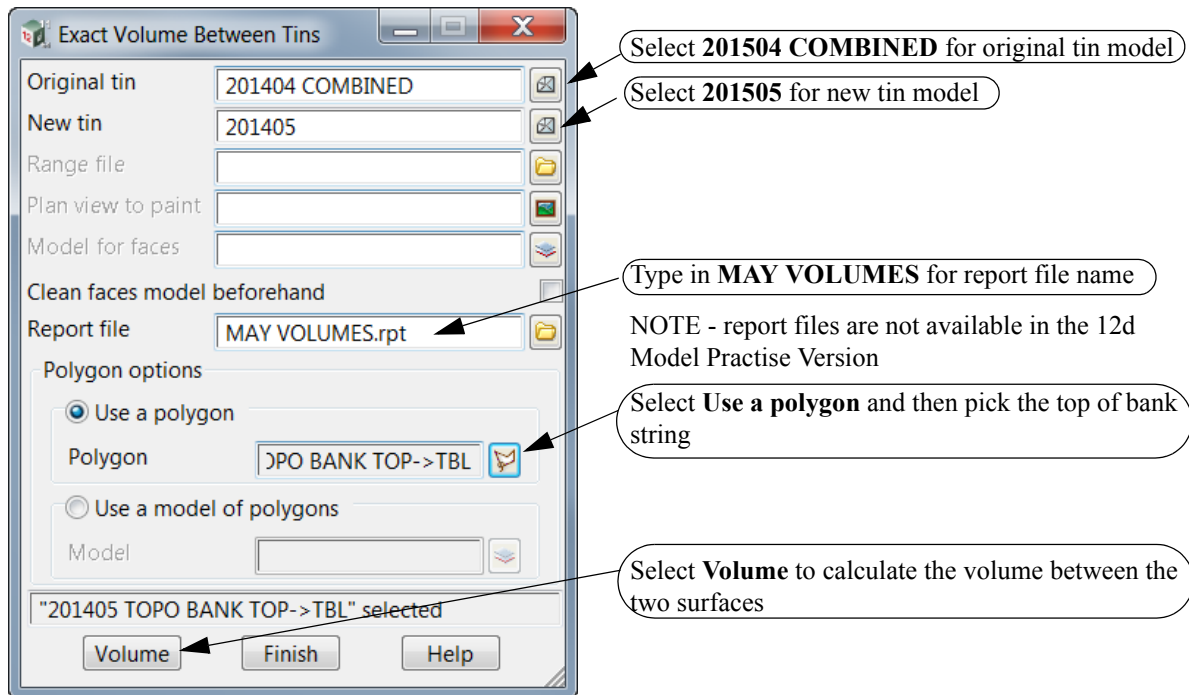 Exact Volume Between Tins
Original tin
201404 COMBINED
Select 201504 COMBINED for original tin model
New tin
201405
Select 201505 for new tin model
Range file
Plan view to paint
Model for faces
Clean faces model beforehand
Type in MAY VOLUMES for report file name
Report file
MAY VOLUMES.rpt
NOTE - report files are not available in the 12d
Model Practise Version
Polygon options
Use a polygon
Select Use a polygon and then pick the top of bank
string
Polygon
OPO BANK TOP->TBL
Use a model of polygons
Model
Select Volume to calculate the volume between the
two surfaces
"201405 TOPO BANK TOP->TBL" selected
Volume
Finish
Help